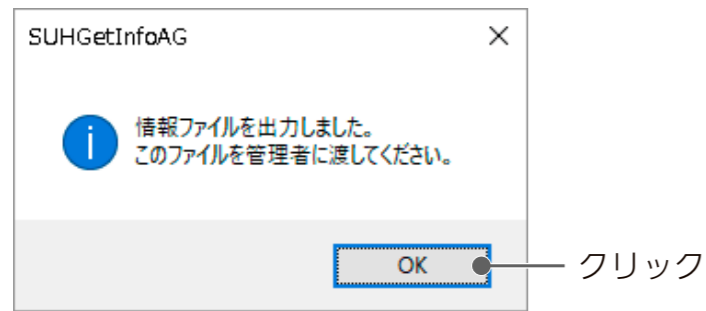 SUHGetInfoAG
情報ファイルを出力しました。
このファイルを管理者に渡してください。
OK
クリック